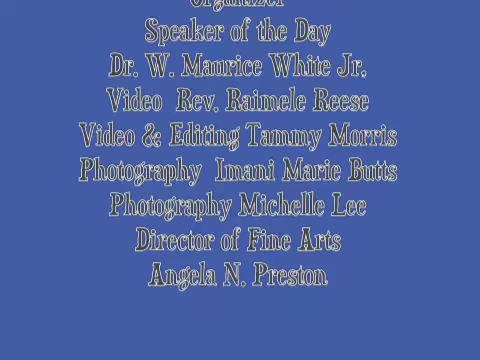 Organizer
Speaker of the Day
Dr. W. Maurice White Jr.
Video Rev. Raimele Reese
Video & Editing Tammy Morris
Photography Imani Marie Butts
Photography Michelle Lee
Director of Fine Arts
Angela N. Preston